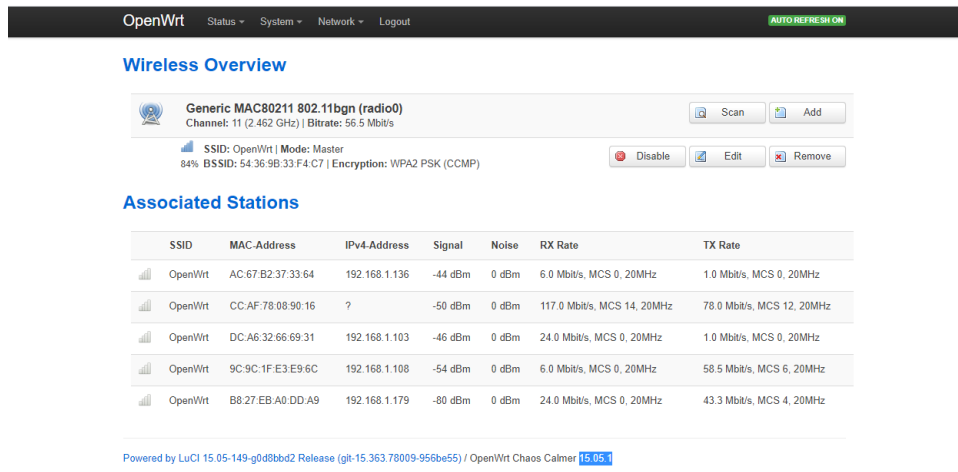 OpenWrt Status System Network Logout AUTO REFRESH ON
Wireless Overview
Generic MAC80211 802.11bgn (radio0)
Channel: 11 (2.462 GHz) | Bitrate: 56.5 Mbit/s
Scan Add
SSID: OpenWrt | Mode: Master
84% BSSID: 54:36:9B:33:F4:C7 | Encryption: WPA2 PSK (CCMP)
Disable Edit Remove
Associated Stations
SSID MAC-Address IPv4-Address Signal Noise RX Rate TX Rate
OpenWrt AC:67:B2:37:33:64 192.168.1.136 -44 dBm 0 dBm 6.0 Mbit/s, MCS 0, 20MHz 1.0 Mbit/s, MCS 0, 20MHz
OpenWrt CC:AF:78:08:90:16 ? -50 dBm 0 dBm 117.0 Mbit/s, MCS 14, 20MHz 78.0 Mbit/s, MCS 12, 20MHz
OpenWrt DC:A6:32:66:69:31 192.168.1.103 -46 dBm 0 dBm 24.0 Mbit/s, MCS 0, 20MHz 1.0 Mbit/s, MCS 0, 20MHz
OpenWrt 9C:9C:1F:E3:E9:6C 192.168.1.108 -54 dBm 0 dBm 6.0 Mbit/s, MCS 0, 20MHz 58.5 Mbit/s, MCS 6, 20MHz
OpenWrt B8:27:EB:A0:DD:A9 192.168.1.179 -80 dBm 0 dBm 24.0 Mbit/s, MCS 0, 20MHz 43.3 Mbit/s, MCS 4, 20MHz
Powered by LuCI 15.05-149-g0d8bbd2 Release (git-15.363.78009-956be55) / OpenWrt Chaos Calmer 15.05.1